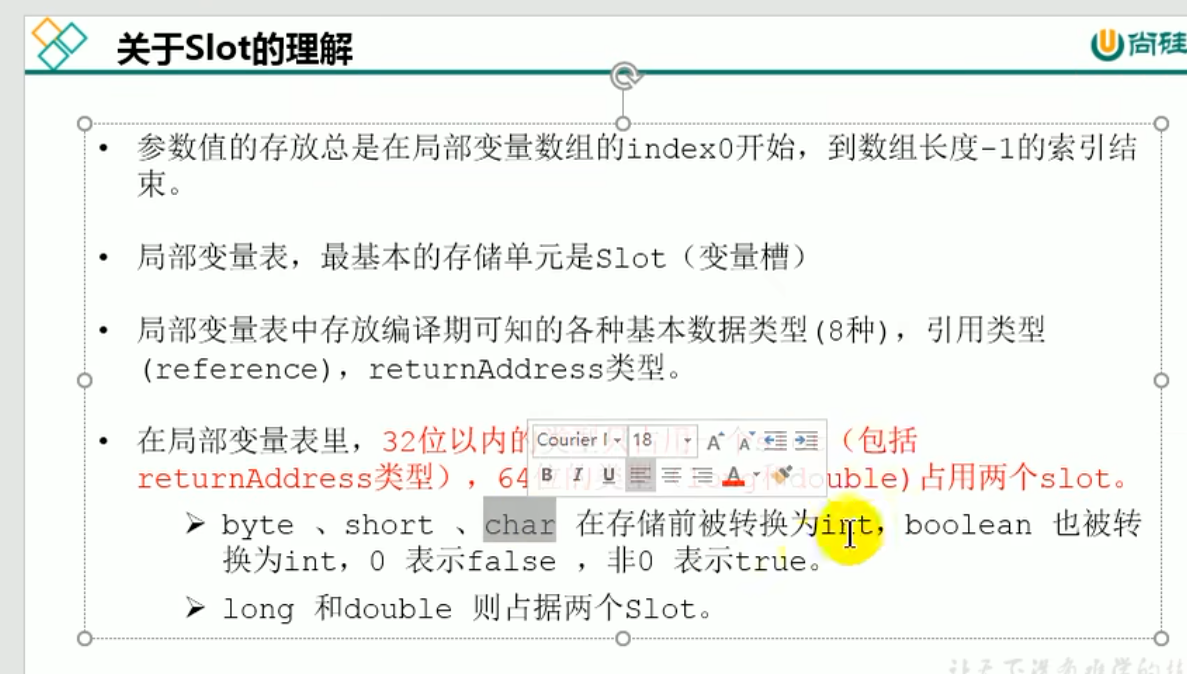 关于Slot的理解
尚硅
• 参数值的存放总是在局部变量数组的index0开始，到数组长度-1的索引结
束。
• 局部变量表，最基本的存储单元是Slot（变量槽）
• 局部变量表中存放编译期可知的各种基本数据类型(8种)，引用类型
(reference)，returnAddress类型。
• 在局部变量表里，32位以内的 （包括
Courier 18
returnAddress类型），64 double)占用两个slot。
B I U A
➢ byte 、short 、char 在存储前被转换为int，boolean 也被转
换为int，0 表示false ，非0 表示true。
➢ long 和double 则占据两个Slot。